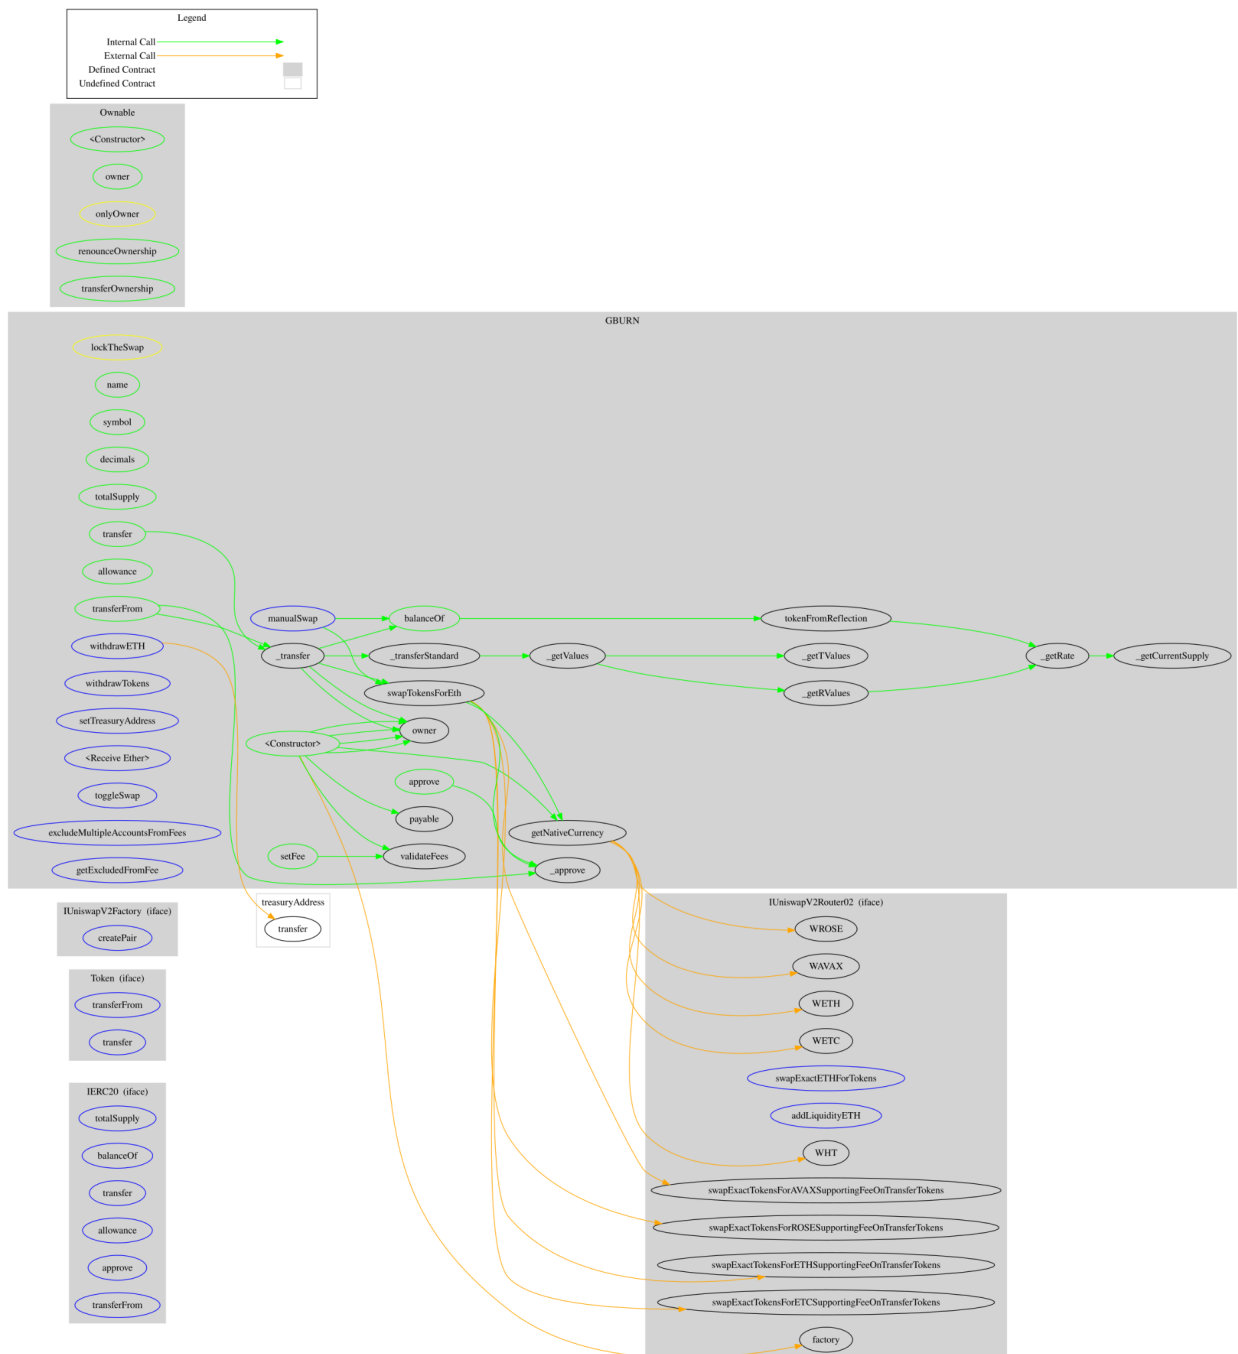 Legend
Internal Call
External Call
Defined Contract
Undefined Contract
Ownable
<Constructor>
owner
onlyOwner
renounceOwnership
transferOwnership
GBURN
lockTheSwap
name
symbol
decimals
totalSupply
transfer
allowance
transferFrom
manualSwap
balanceOf
tokenFromReflection
withdrawETH
_transfer
_transferStandard
_getValues
_getTValues
_getRate
_getCurrentSupply
withdrawTokens
swapTokensForEth
_getRValues
setTreasuryAddress
owner
<Constructor>
<Receive Ether>
approve
toggleSwap
payable
excludeMultipleAccountsFromFees
getNativeCurrency
setFee
validateFees
getExcludedFromFee
_approve
treasuryAddress
transfer
IUniswapV2Factory (iface)
createPair
Token (iface)
transferFrom
transfer
IERC20 (iface)
totalSupply
balanceOf
transfer
allowance
approve
transferFrom
IUniswapV2Router02 (iface)
WROSE
WAVAX
WETH
WETC
swapExactETHForTokens
addLiquidityETH
WHT
swapExactTokensForAVAXSupportingFeeOnTransferTokens
swapExactTokensForROSESupportingFeeOnTransferTokens
swapExactTokensForETHSupportingFeeOnTransferTokens
swapExactTokensForETCSupportingFeeOnTransferTokens
factory